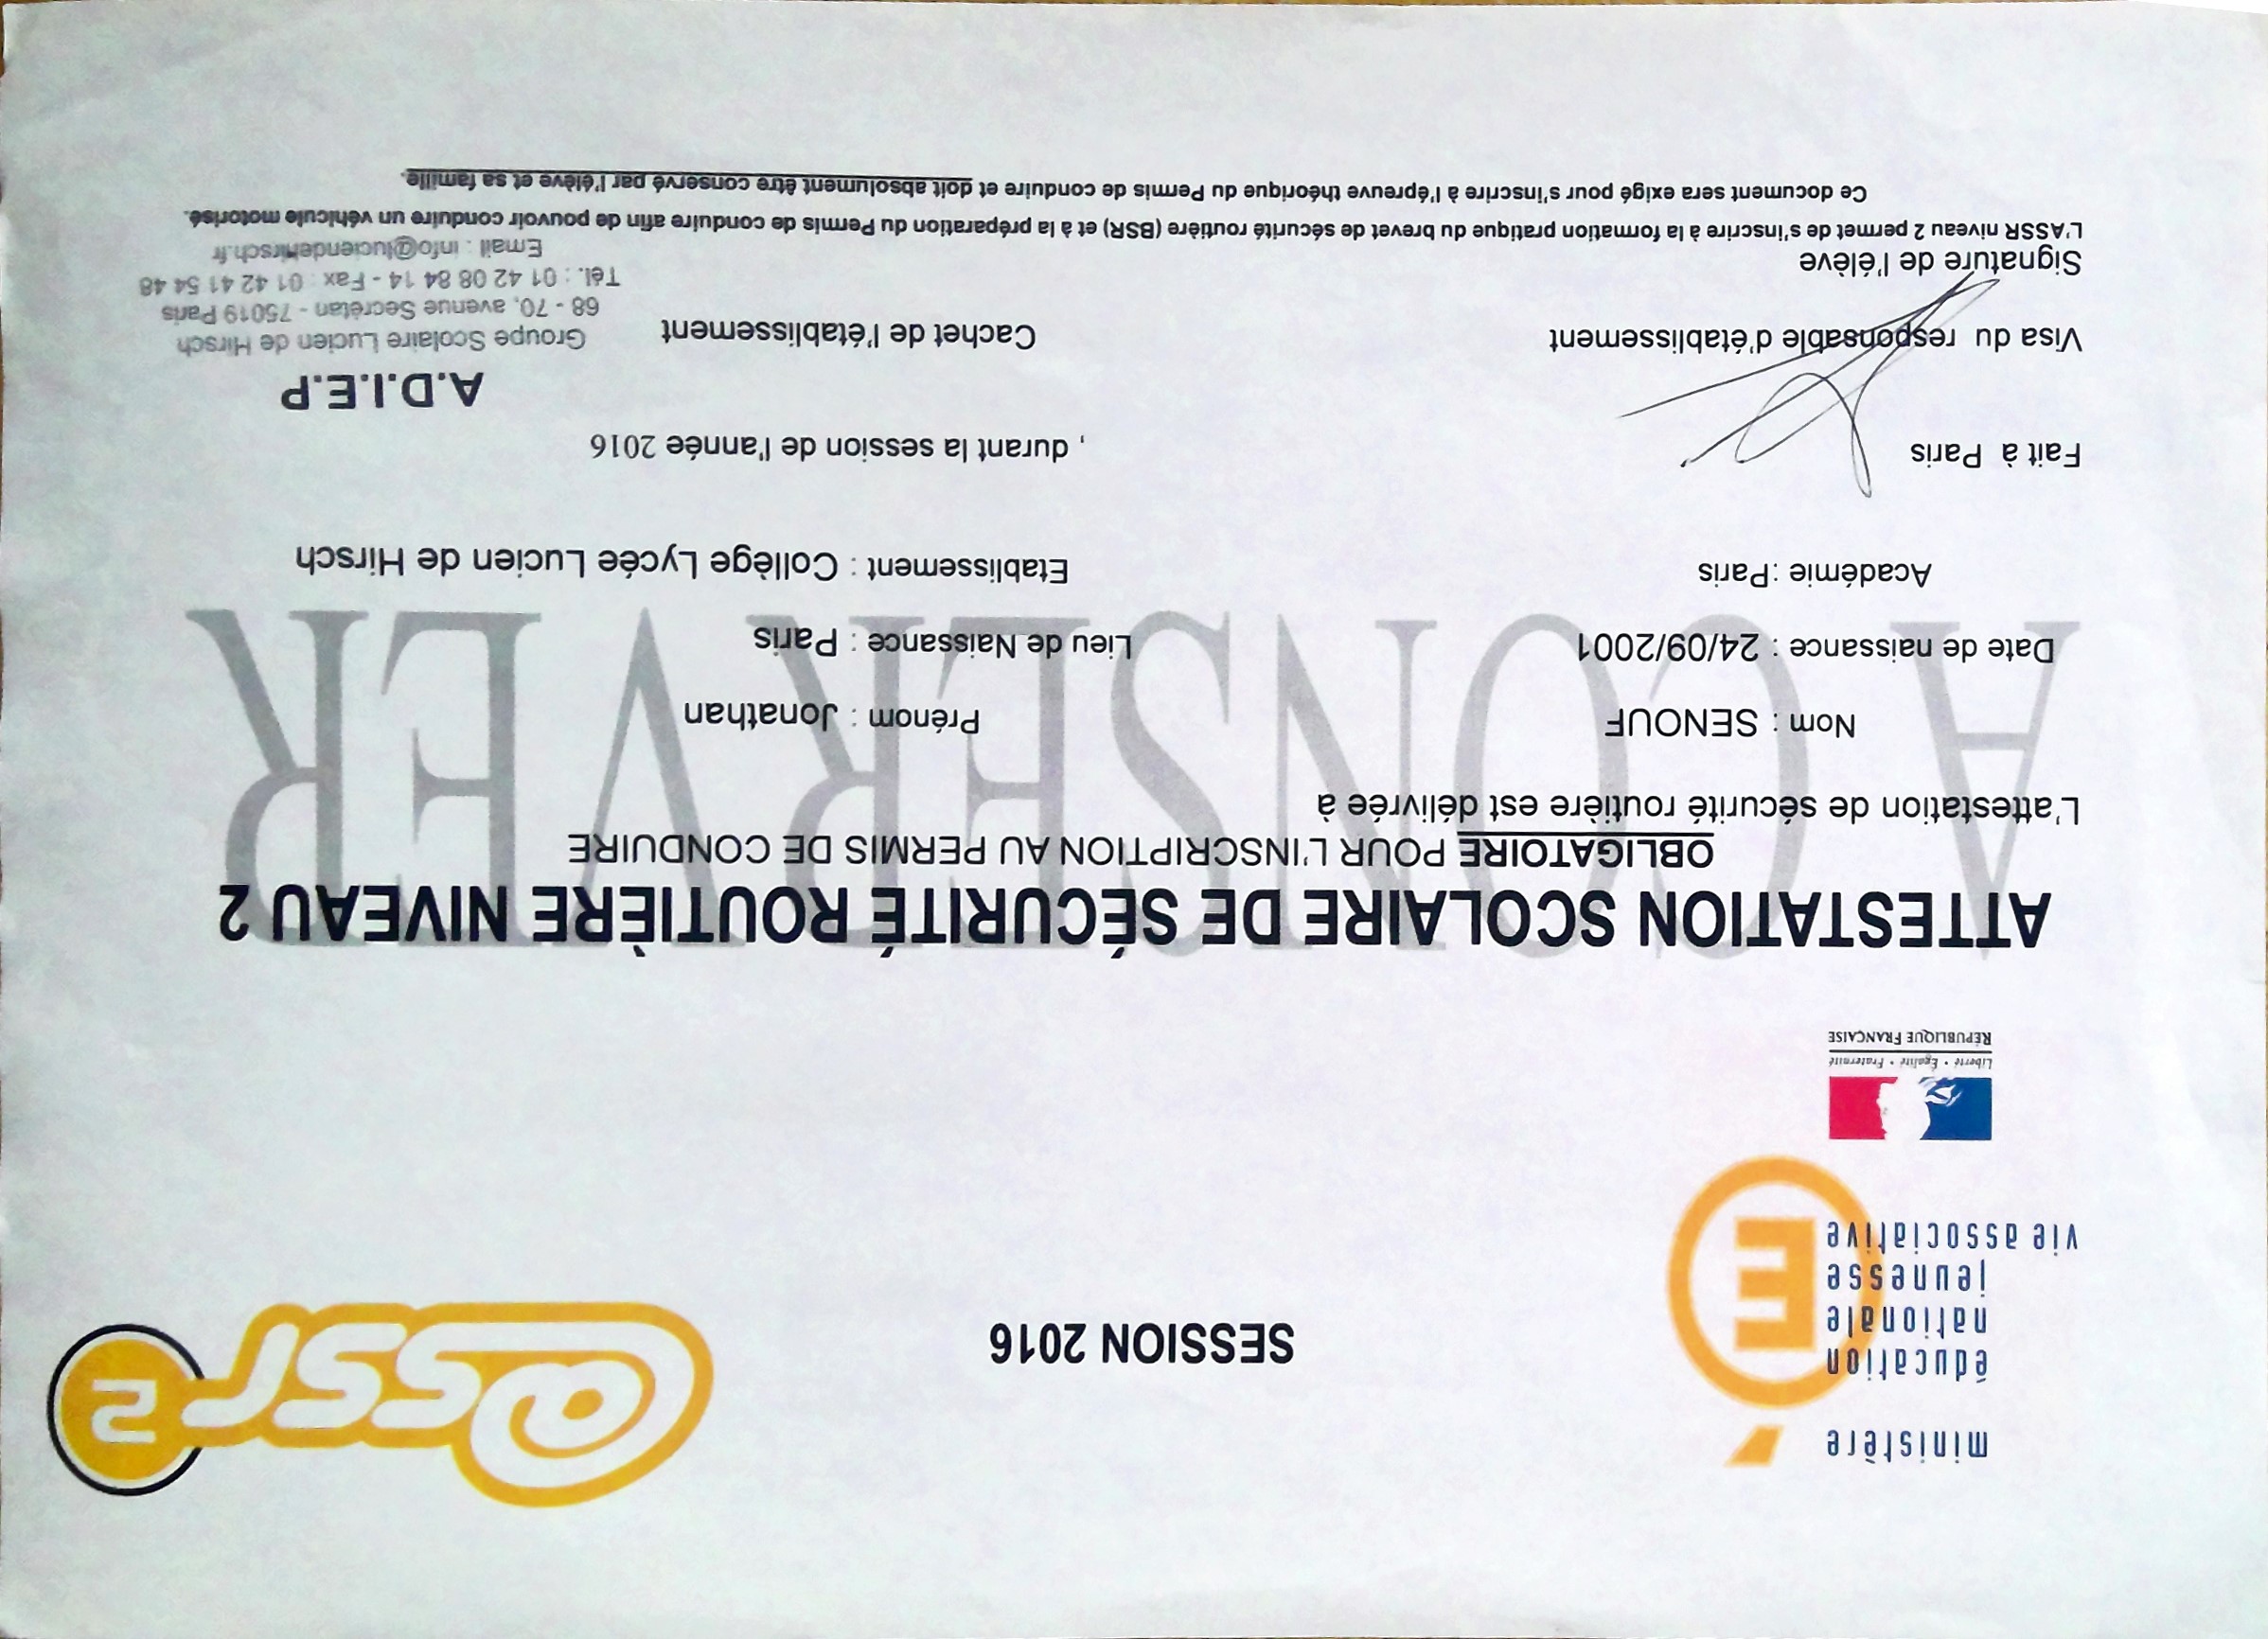 ministère
éducation
nationale
jeunesse
vie associative
É
Liberté • Égalité • Fraternité
RÉPUBLIQUE FRANÇAISE
SESSION 2016
@ssr2
A CONSERVER
ATTESTATION SCOLAIRE DE SÉCURITÉ ROUTIÈRE NIVEAU 2
OBLIGATOIRE POUR L'INSCRIPTION AU PERMIS DE CONDUIRE
L'attestation de sécurité routière est délivrée à
Nom : SENOUF Prénom : Jonathan
Date de naissance : 24/09/2001 Lieu de Naissance : Paris
Académie :Paris Etablissement : Collège Lycée Lucien de Hirsch
Fait à Paris , durant la session de l'année 2016
Visa du responsable d'établissement Cachet de l'établissement
A.D.I.E.P
Groupe Scolaire Lucien de Hirsch
68 - 70, avenue Secrétan - 75019 Paris
Tél. : 01 42 08 84 14 - Fax : 01 42 41 54 48
Email : info@luciendehirsch.fr
Signature de l'élève
L'ASSR niveau 2 permet de s'inscrire à la formation pratique du brevet de sécurité routière (BSR) et à la préparation du Permis de conduire afin de pouvoir conduire un véhicule motorisé.
Ce document sera exigé pour s'inscrire à l'épreuve théorique du Permis de conduire et doit absolument être conservé par l'élève et sa famille.